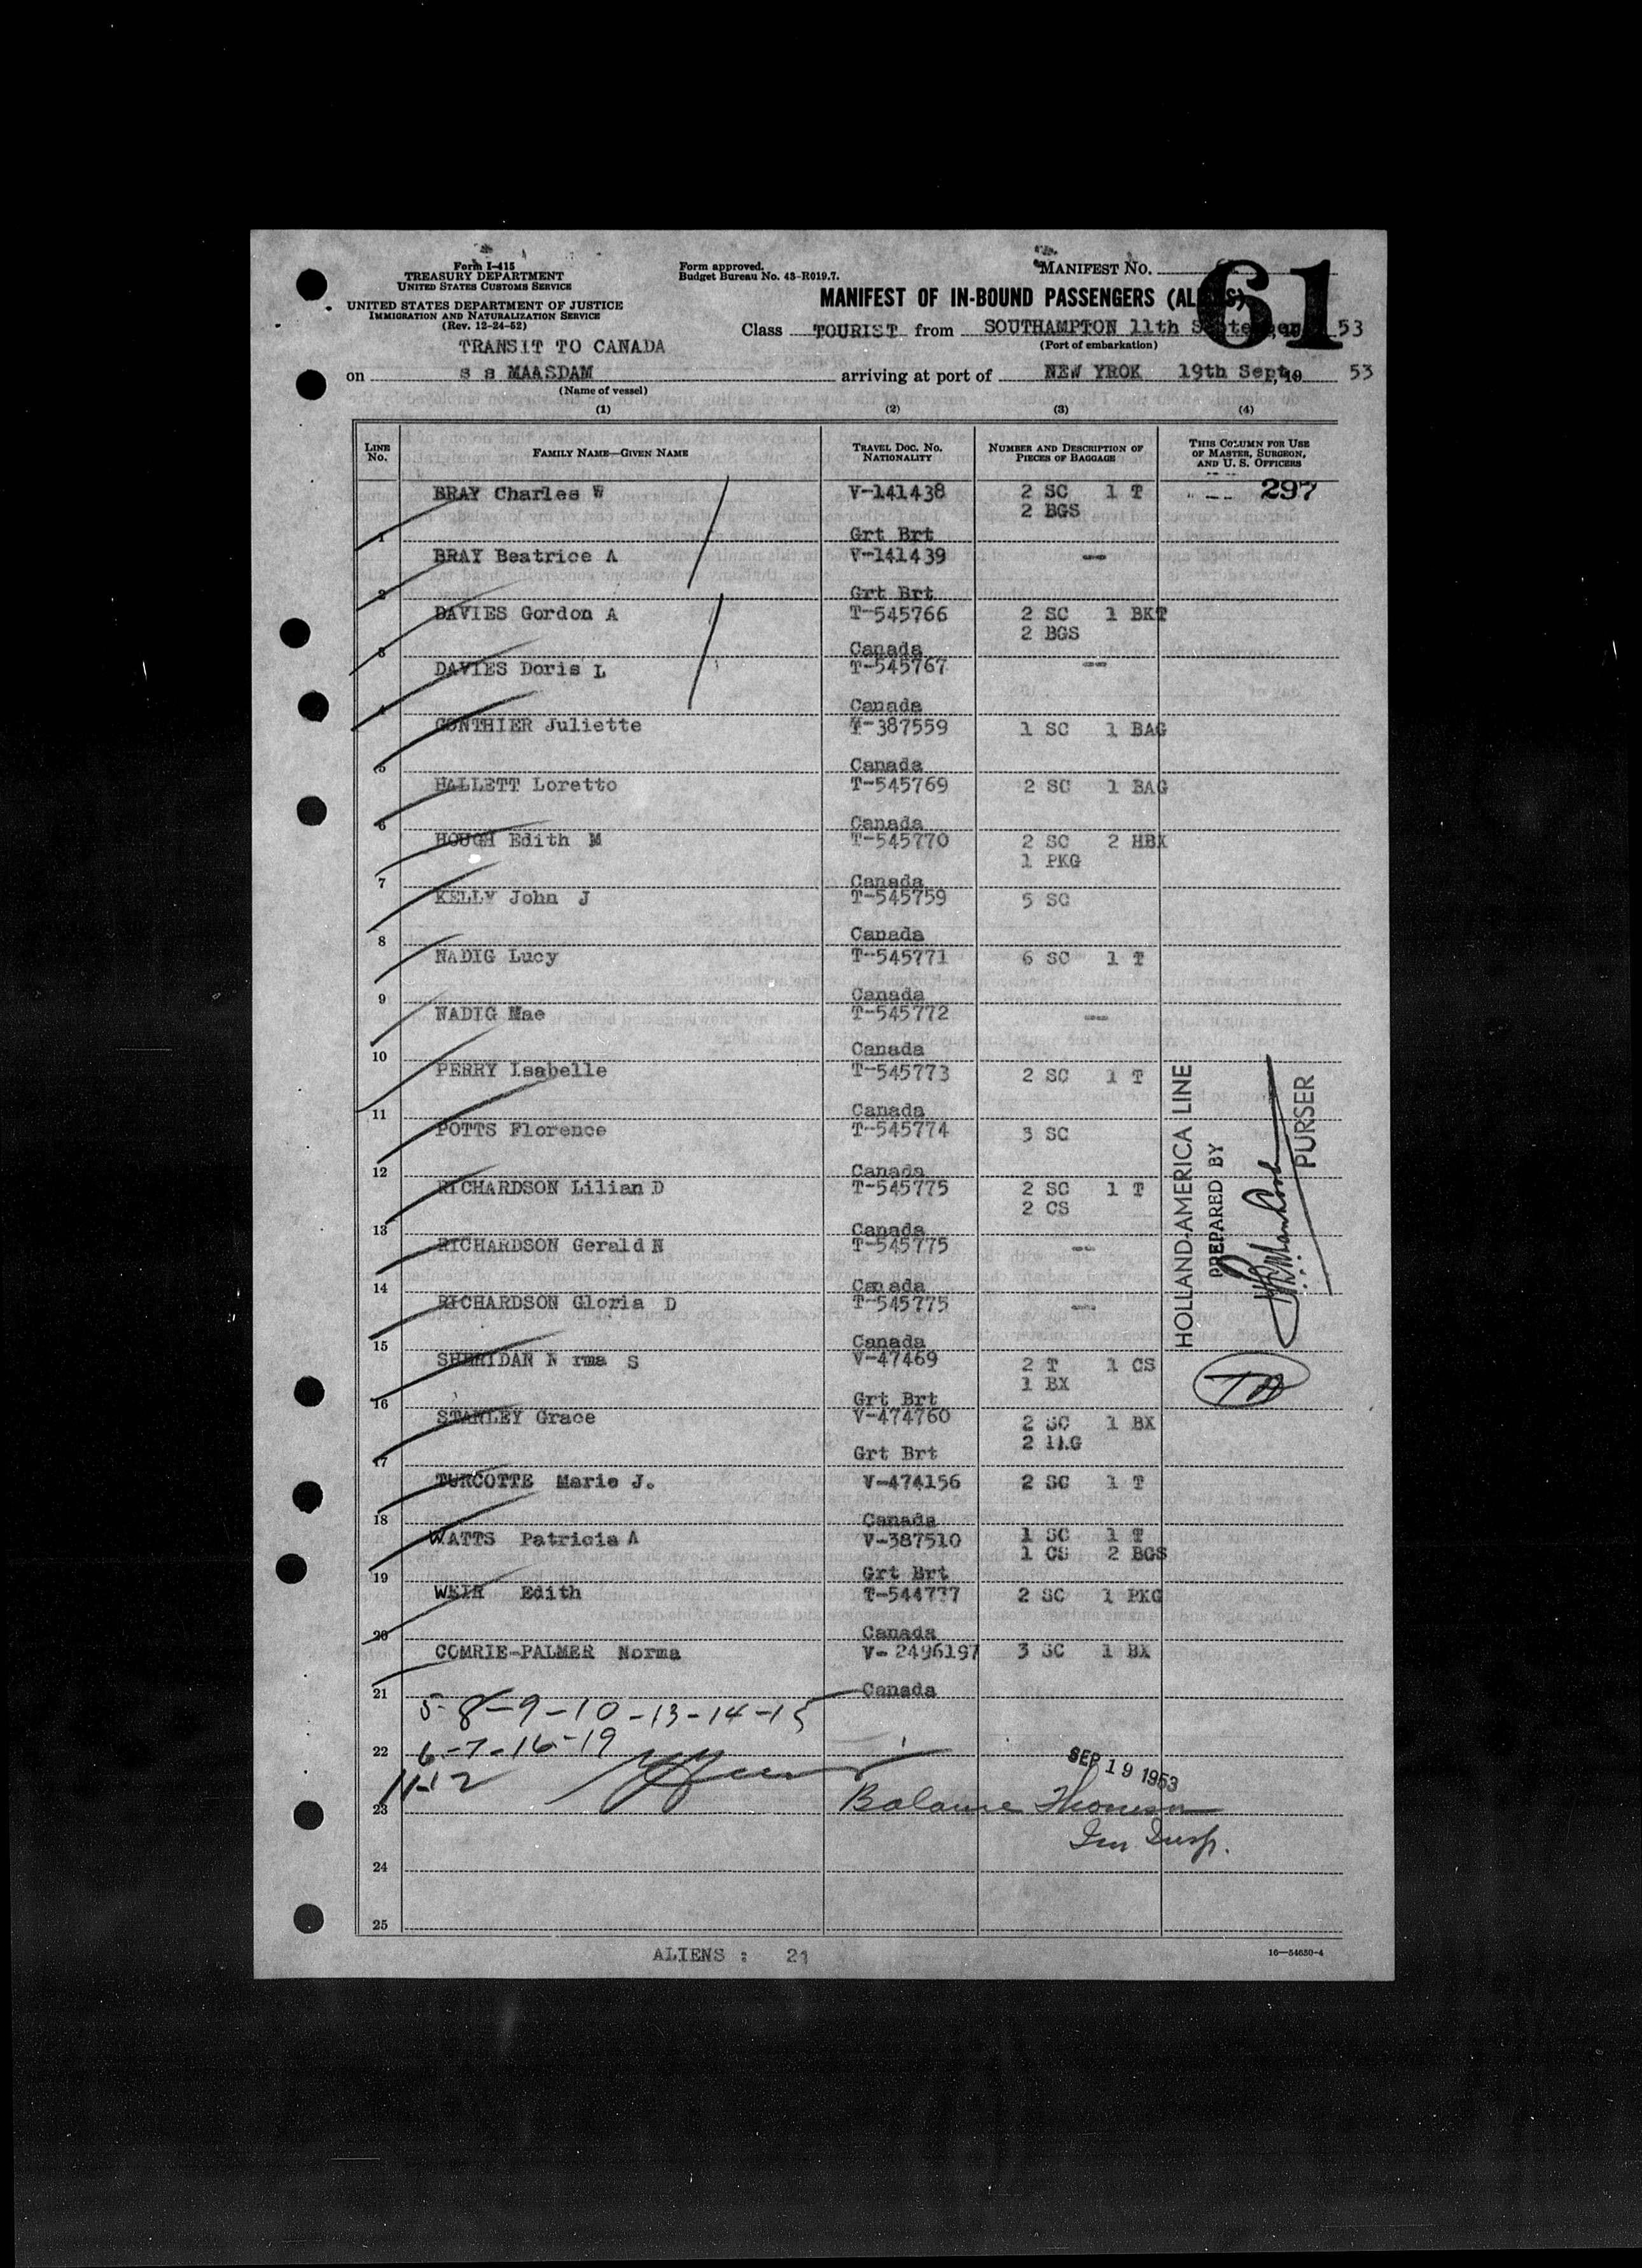 Form I-415
TREASURY DEPARTMENT
UNITED STATES CUSTOMS SERVICE
UNITED STATES DEPARTMENT OF JUSTICE
IMMIGRATION AND NATURALIZATION SERVICE
(Rev. 12-24-52)
Form approved.
Budget Bureau No. 43-R019.7.
MANIFEST NO.
61
MANIFEST OF IN-BOUND PASSENGERS (ALIENS)
Class TOURIST from SOUTHAMPTON 11th September, 19 53
(Port of embarkation)
TRANSIT TO CANADA
on s s MAASDAM arriving at port of NEW YROK 19th Sept, 19 53
(Name of vessel)
(1) (2) (3) (4)
LINE No. FAMILY NAME—GIVEN NAME TRAVEL DOC. NO. NATIONALITY NUMBER AND DESCRIPTION OF PIECES OF BAGGAGE THIS COLUMN FOR USE OF MASTER, SURGEON, AND U. S. OFFICERS
BRAY Charles W V-141438 2 SC 1 T 297
2 BGS
1 Grt Brt
BRAY Beatrice A V-141439 --
2 Grt Brt
DAVIES Gordon A T-545766 2 SC 1 BKT
2 BGS
3 Canada
DAVIES Doris L T-545767 --
4 Canada
GONTHIER Juliette T-387559 1 SC 1 BAG
5 Canada
HALLETT Loretto T-545769 2 SC 1 BAG
6 Canada
HOUGH Edith M T-545770 2 SC 2 HBX
1 PKG
7 Canada
KELLY John J T-545759 5 SC
8 Canada
NADIG Lucy T-545771 6 SC 1 T
9 Canada
NADIG Mae T-545772 --
10 Canada
PERRY Isabelle T-545773 2 SC 1 T
11 Canada
POTTS Florence T-545774 3 SC
12 Canada
RICHARDSON Lilian D T-545775 2 SC 1 T
2 CS
13 Canada
RICHARDSON Gerald N T-545775 --
14 Canada
RICHARDSON Gloria D T-545775 --
15 Canada
SHERIDAN N rma S V-47469 2 T 1 CS
1 BX
16 Grt Brt
STANLEY Grace V-474760 2 SC 1 BX
17 Grt Brt
TURCOTTE Marie J. V-474156 2 SC 1 T
18 Canada
WATTS Patricia A V-387510 1 SC 1 T
1 CS 2 BGS
19 Grt Brt
WEIR Edith T-544777 2 SC 1 PKG
20 Canada
COMRIE-PALMER Norma V-2496197 3 SC 1 BX
21 Canada
5-8-9-10-13-14-15
22 6-7-16-19
11-12
SEP 19 1953
23 Balance
Im Insp.
24
25
HOLLAND-AMERICA LINE
PREPARED BY
PURSER
ALIENS : 21
16—54650-4